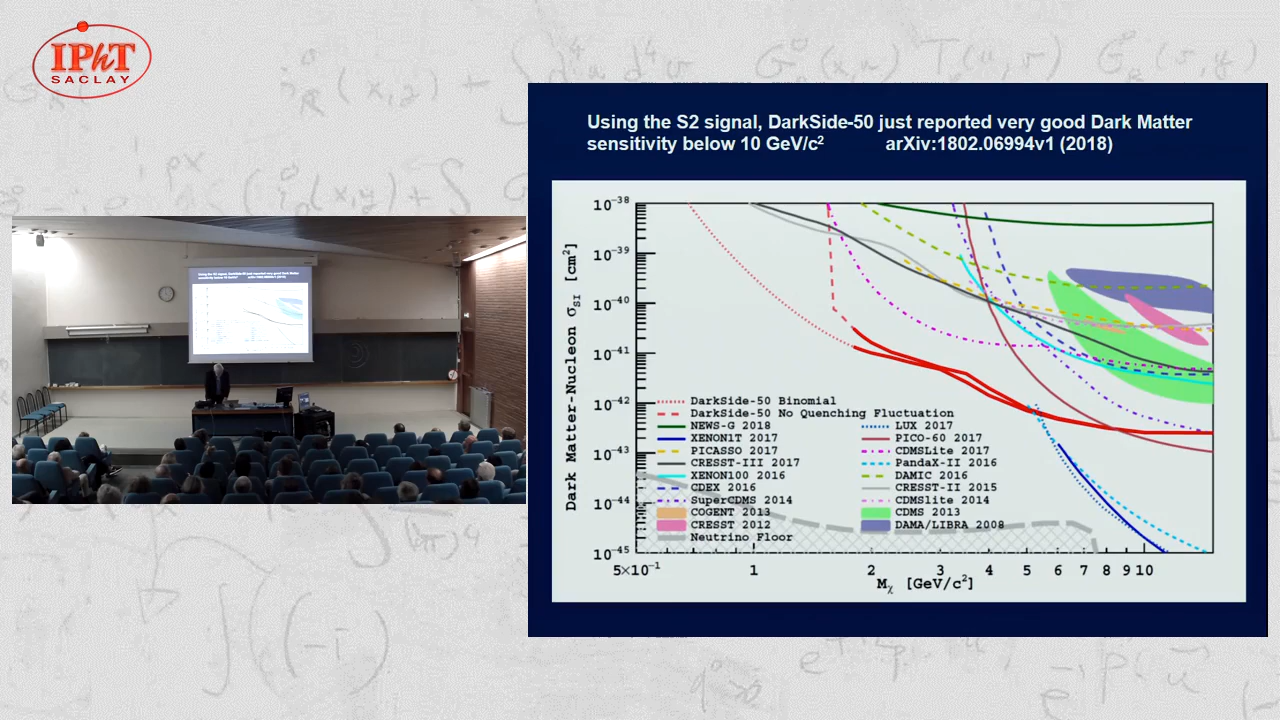 IPhT
SACLAY
Using the S2 signal, DarkSide-50 just reported very good Dark Matter
sensitivity below 10 GeV/c²
arXiv:1802.06994v1 (2018)
Dark Matter-Nucleon σSI [cm²]
10⁻³⁸
10⁻³⁹
10⁻⁴⁰
10⁻⁴¹
10⁻⁴²
10⁻⁴³
10⁻⁴⁴
10⁻⁴⁵
DarkSide-50 Binomial
DarkSide-50 No Quenching Fluctuation
NEWS-G 2018
LUX 2017
XENON1T 2017
PICO-60 2017
PICASSO 2017
CDMSLite 2017
CRESST-III 2017
PandaX-II 2016
XENON100 2016
DAMIC 2016
CDEX 2016
CRESST-II 2015
SuperCDMS 2014
CDMSlite 2014
COGENT 2013
CDMS 2013
CRESST 2012
DAMA/LIBRA 2008
Neutrino Floor
5×10⁻¹
1
2
3
4
5
6
7
8
9
10
Mχ [GeV/c²]